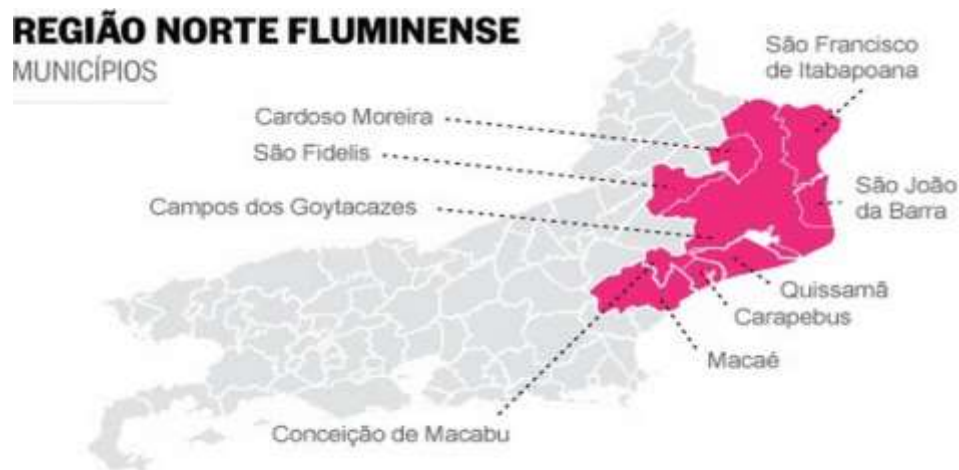 REGIÃO NORTE FLUMINENSE
MUNICÍPIOS
São Francisco
de Itabapoana
Cardoso Moreira
São Fidelis
São João
da Barra
Campos dos Goytacazes
Quissamã
Carapebus
Macaé
Conceição de Macabu